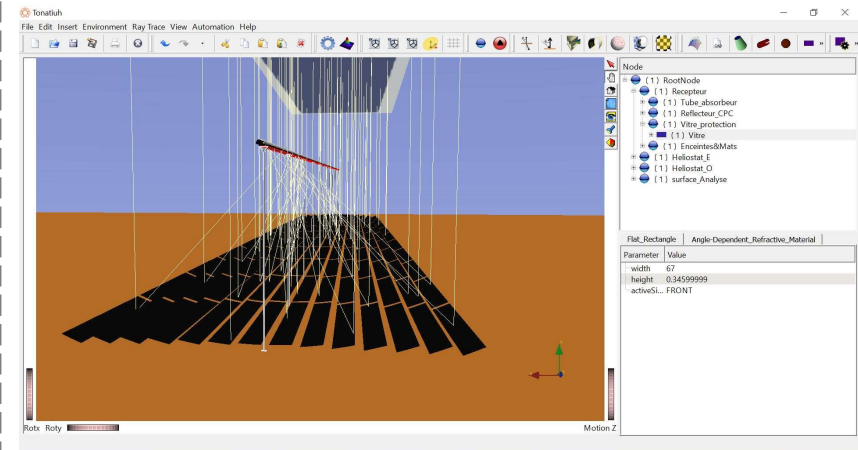 Tonatiuh
File Edit Insert Environment Ray Trace View Automation Help
Node
(1) RootNode
(1) Recepteur
(1) Tube_absorbeur
(1) Reflecteur_CPC
(1) Vitre_protection
(1) Vitre
(1) Enceintes&Mats
(1) Heliostat_E
(1) Heliostat_O
(1) surface_Analyse
Flat_Rectangle Angle-Dependent_Refractive_Material
Parameter Value
width 67
height 0.34599999
activeSi... FRONT
Rotx Roty Motion Z